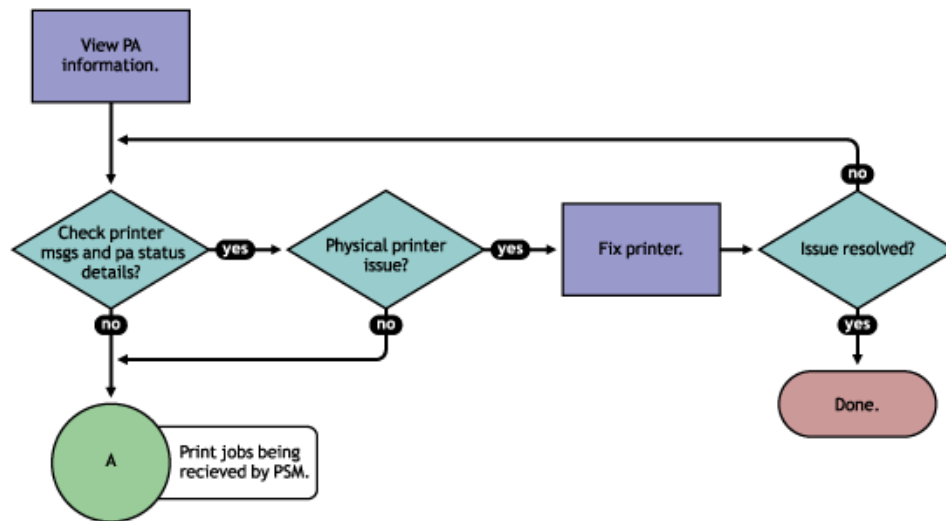 View PA
information.
no
Check printer
msgs and pa status
details?
yes
Physical printer
issue?
yes
Fix printer.
Issue resolved?
no
no
yes
Done.
A
Print jobs being
recieved by PSM.